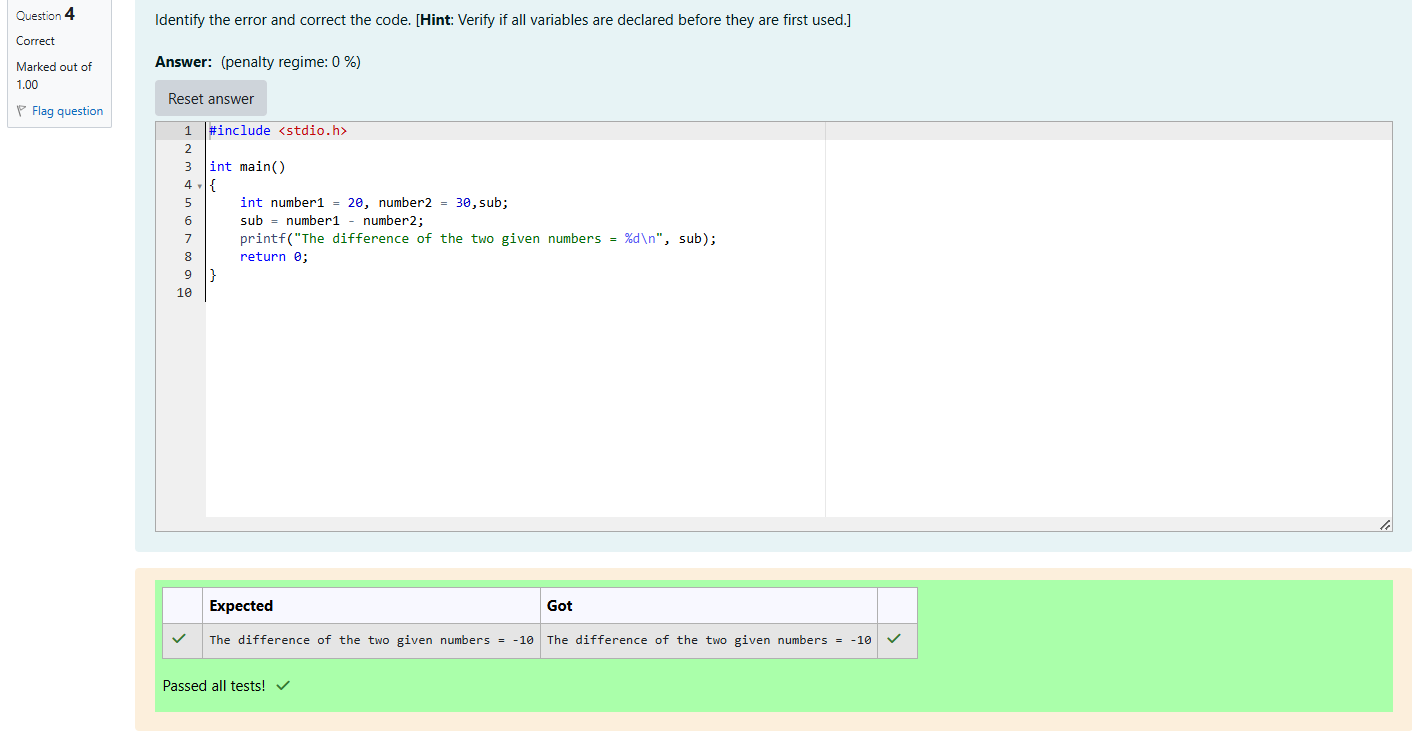 Question 4
Correct
Marked out of
1.00
Flag question
Identify the error and correct the code. [Hint: Verify if all variables are declared before they are first used.]
Answer: (penalty regime: 0 %)
Reset answer
1 #include <stdio.h>
2
3 int main()
4 {
5     int number1 = 20, number2 = 30,sub;
6     sub = number1 - number2;
7     printf("The difference of the two given numbers = %d\n", sub);
8     return 0;
9 }
10
Expected Got
The difference of the two given numbers = -10 The difference of the two given numbers = -10
Passed all tests!